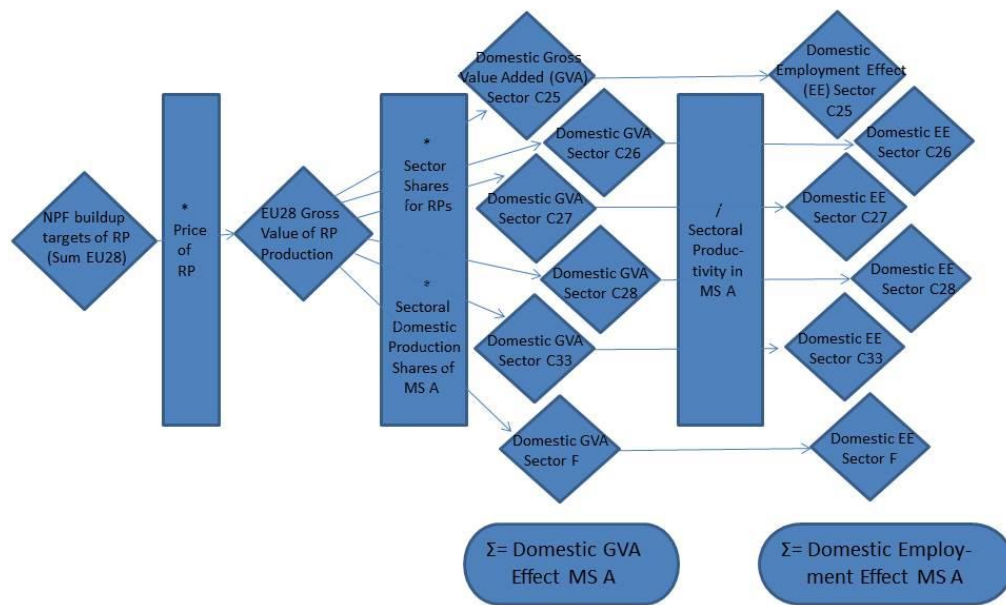 NPF buildup
targets of RP
(Sum EU28)
*
Price
of
RP
EU28 Gross
Value of RP
Production
*
Sector
Shares
for RPs
*
Sectoral
Domestic
Production
Shares of
MS A
Domestic Gross
Value Added (GVA)
Sector C25
Domestic GVA
Sector C26
Domestic GVA
Sector C27
Domestic GVA
Sector C28
Domestic GVA
Sector C33
Domestic GVA
Sector F
/
Sectoral
Produc-
tivity in
MS A
Domestic
Employment Effect
(EE) Sector
C25
Domestic EE
Sector C26
Domestic EE
Sector C27
Domestic EE
Sector C28
Domestic EE
Sector C33
Domestic EE
Sector F
Σ= Domestic GVA
Effect MS A
Σ= Domestic Employ-
ment Effect MS A